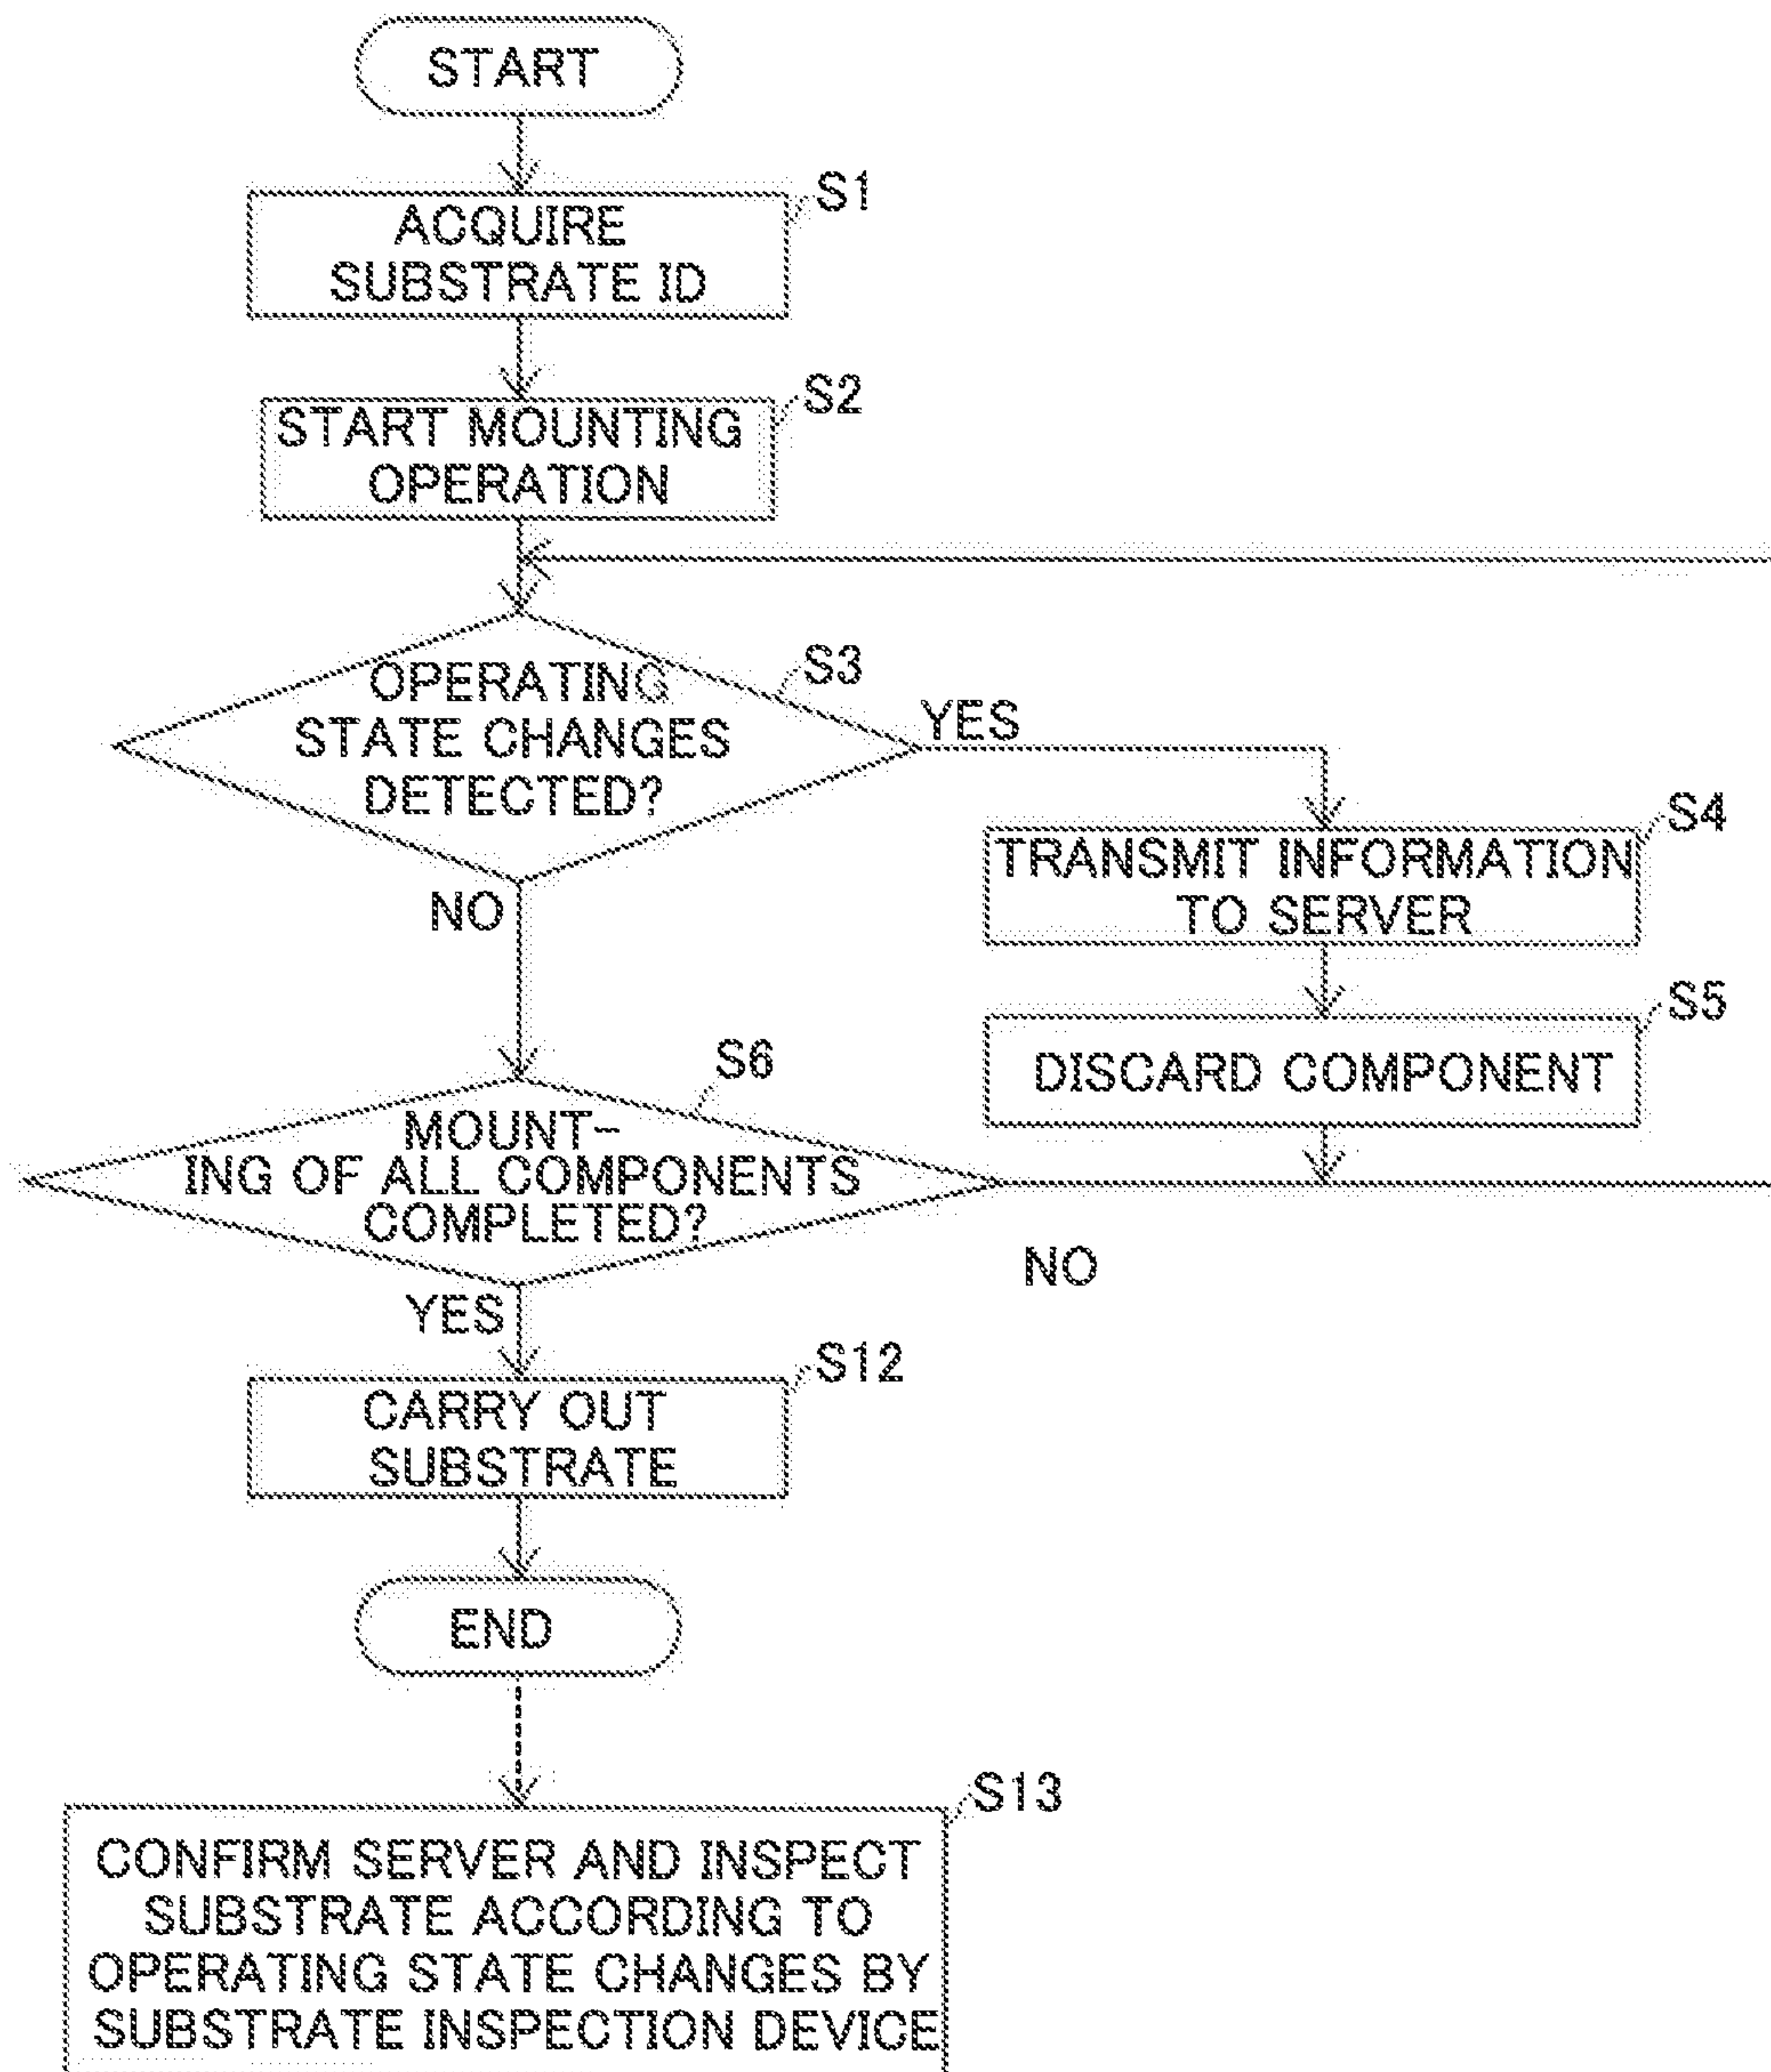 START
S1
ACQUIRE
SUBSTRATE ID
S2
START MOUNTING
OPERATION
S3
OPERATING
STATE CHANGES
DETECTED?
YES
NO
S4
TRANSMIT INFORMATION
TO SERVER
S5
DISCARD COMPONENT
S6
MOUNT-
ING OF ALL COMPONENTS
COMPLETED?
NO
YES
S12
CARRY OUT
SUBSTRATE
END
S13
CONFIRM SERVER AND INSPECT
SUBSTRATE ACCORDING TO
OPERATING STATE CHANGES BY
SUBSTRATE INSPECTION DEVICE